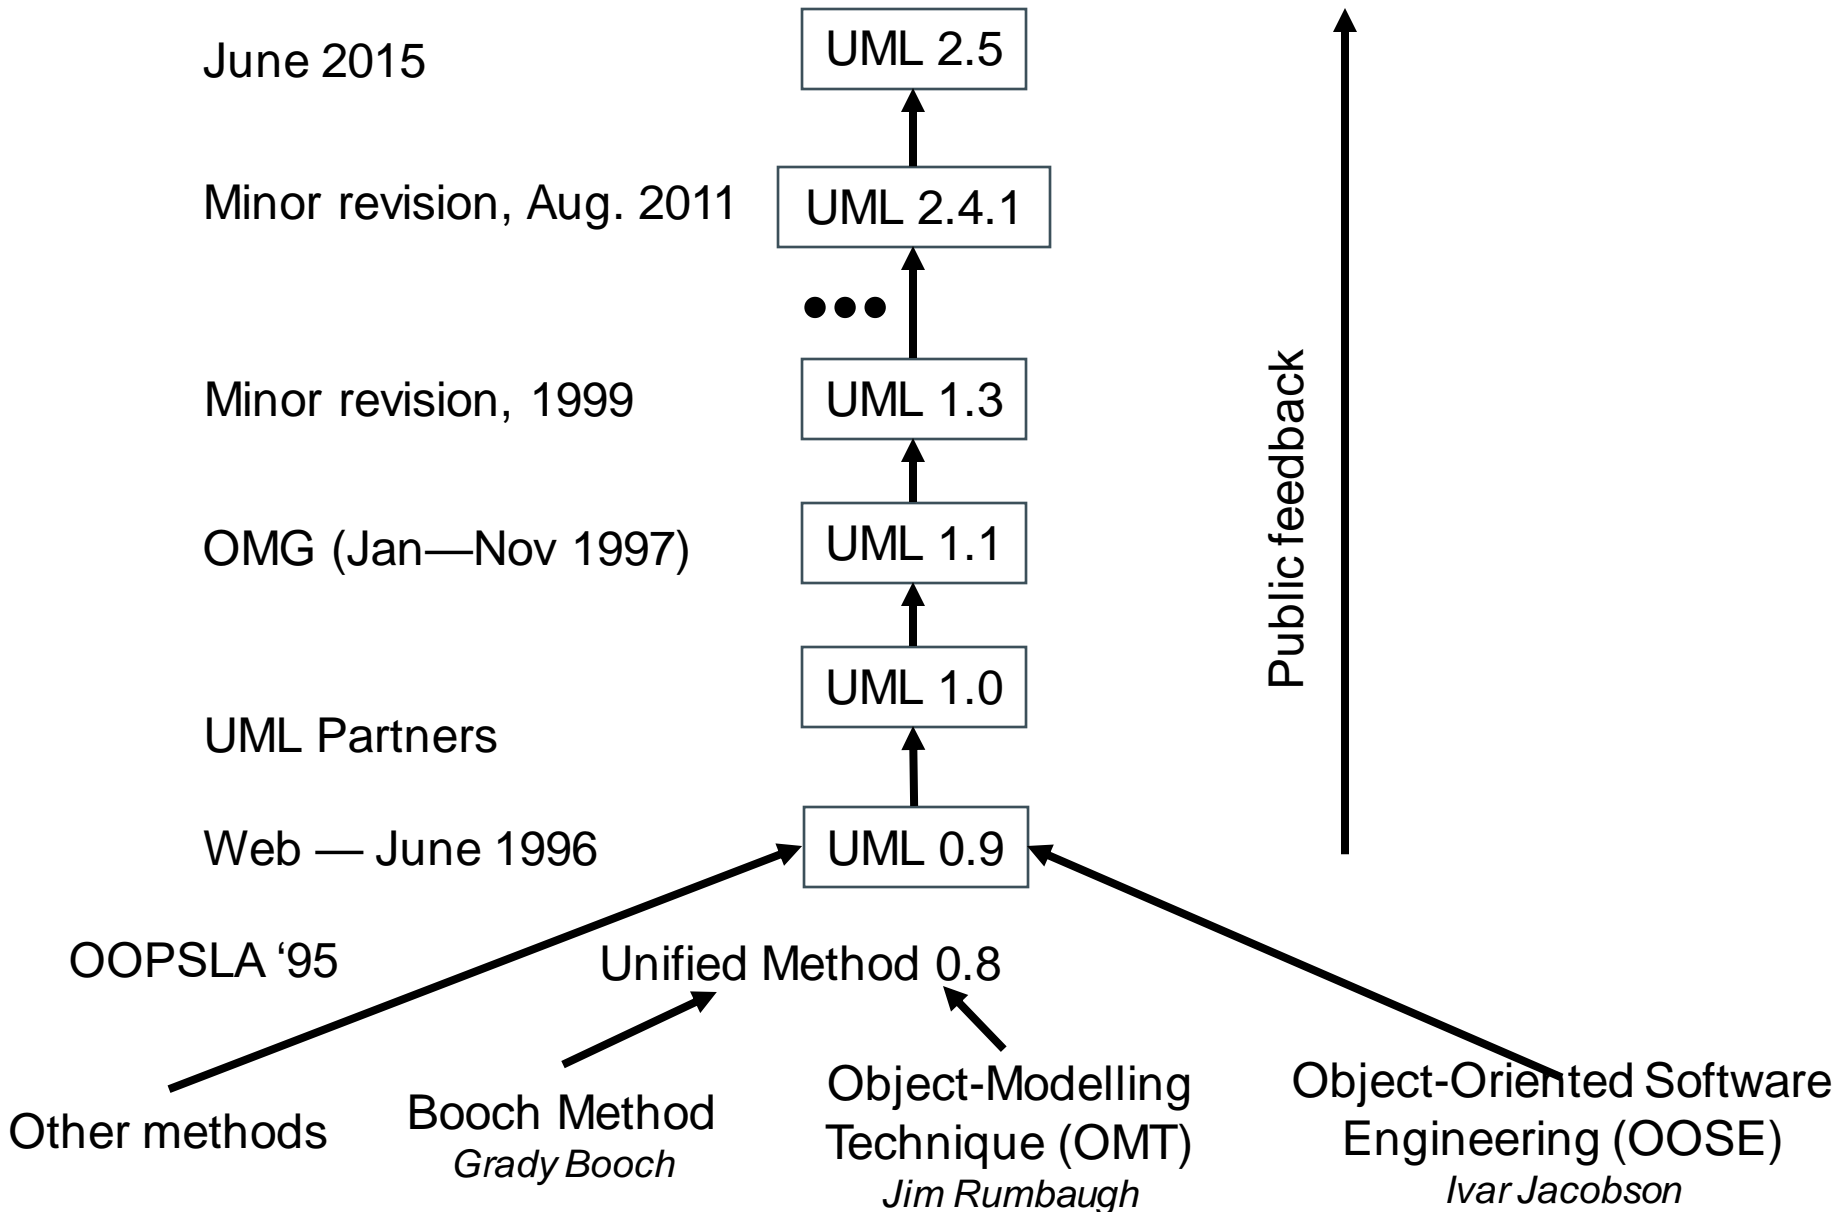 June 2015
UML 2.5
Minor revision, Aug. 2011
UML 2.4.1
Minor revision, 1999
UML 1.3
OMG (Jan—Nov 1997)
UML 1.1
UML 1.0
UML Partners
Web — June 1996
UML 0.9
Public feedback
OOPSLA ‘95
Unified Method 0.8
Other methods
Booch Method
Grady Booch
Object-Modelling
Technique (OMT)
Jim Rumbaugh
Object-Oriented Software
Engineering (OOSE)
Ivar Jacobson